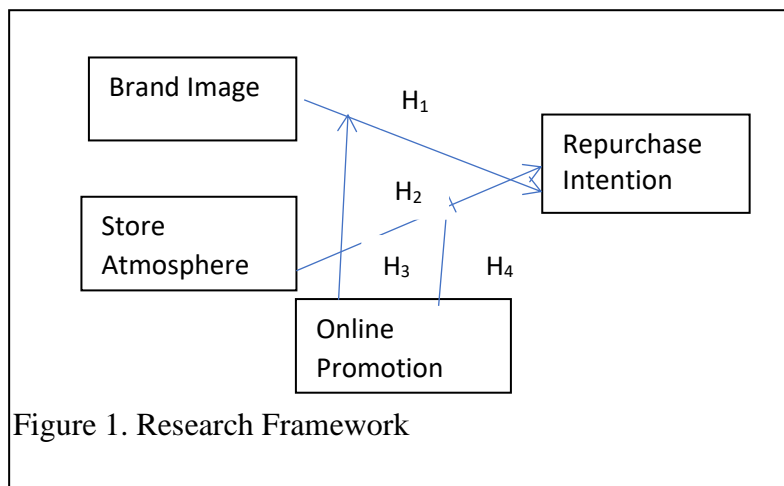 Brand Image
H1
Repurchase
Intention
H2
Store
Atmosphere
H3
H4
Online
Promotion
Figure 1. Research Framework